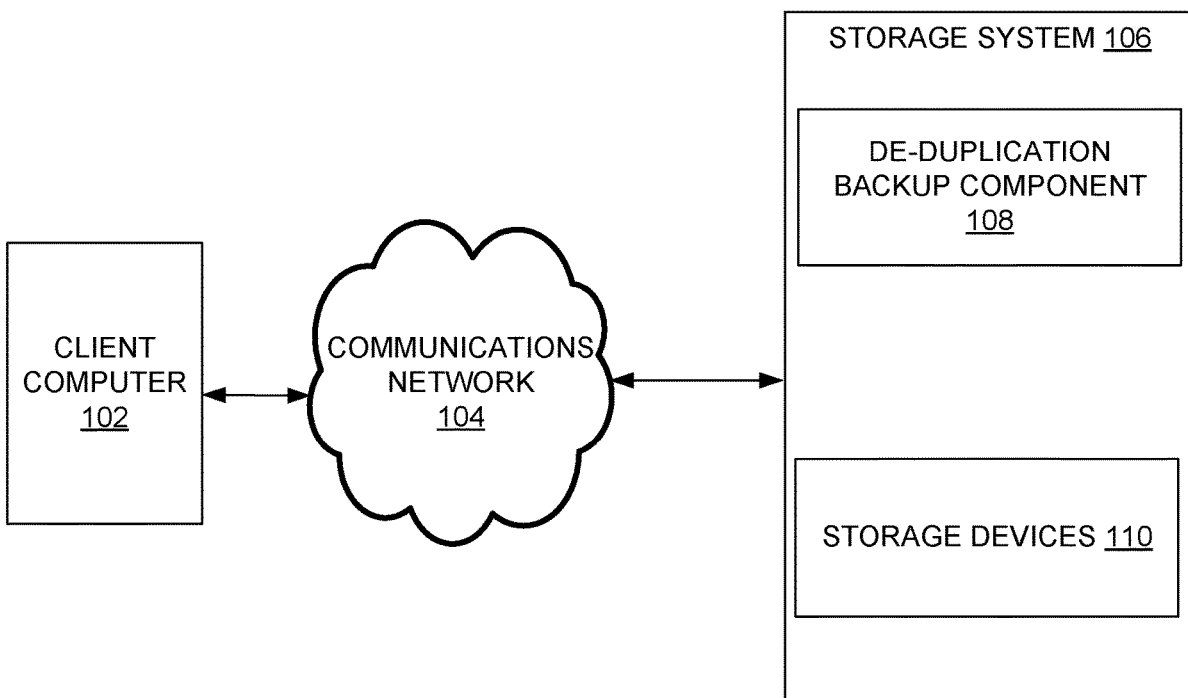 STORAGE SYSTEM 106
DE-DUPLICATION
BACKUP COMPONENT
108
CLIENT
COMPUTER
102
COMMUNICATIONS
NETWORK
104
STORAGE DEVICES 110